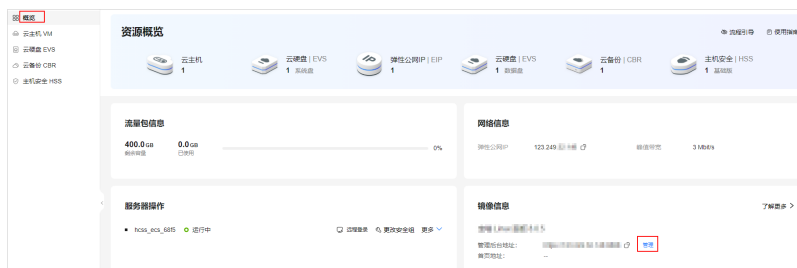 概览
云主机 VM
云硬盘 EVS
云备份 CBR
主机安全 HSS
资源概览
流程引导
使用指南
云主机
1
云硬盘 | EVS
1 系统盘
弹性公网IP | EIP
1
云硬盘 | EVS
1 数据盘
云备份 | CBR
1
主机安全 | HSS
1 基础版
流量包信息
400.0 GB
剩余容量
0.0 GB
已使用
0%
网络信息
弹性公网IP 123.249.
峰值带宽 3 Mbit/s
服务器操作
hcss_ecs_68f5 运行中
远程登录 更改安全组 更多
镜像信息
了解更多 >
管理后台地址: 管理
首页地址: --